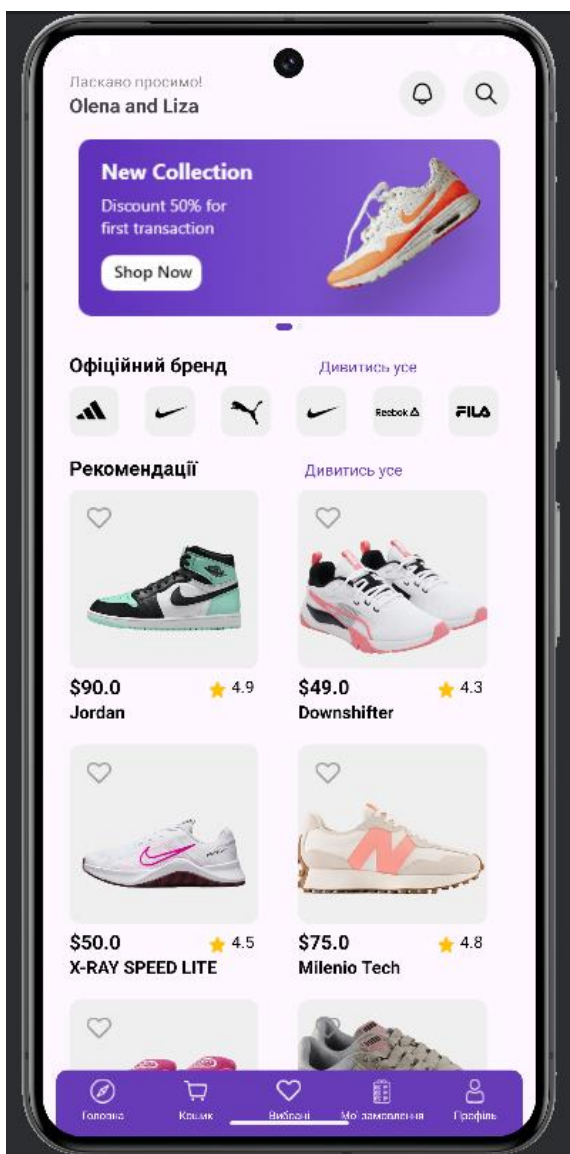 Ласкаво просимо!
Olena and Liza
New Collection
Discount 50% for
first transaction
Shop Now
Офіційний бренд
Дивитись усе
Reebok
FILA
Рекомендації
Дивитись усе
$90.0
4.9
Jordan
$49.0
4.3
Downshifter
$50.0
4.5
X-RAY SPEED LITE
$75.0
4.8
Milenio Tech
Головна
Кошик
Вибрані
Мої замовлення
Профіль